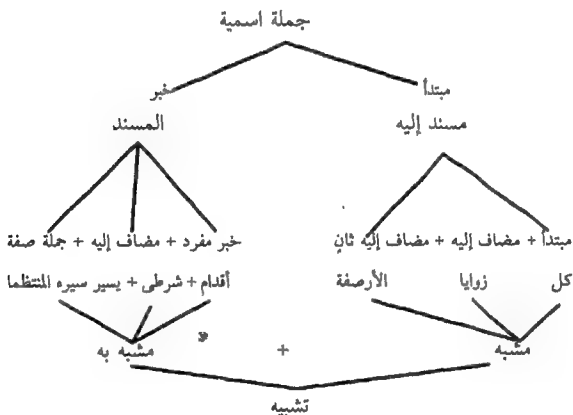 جملة اسمية
مبتدأ خبر
مسند إليه المسند
مبتدأ + مضاف إليه + مضاف إليه ثانٍ خبر مفرد + مضاف إليه + جملة صفة
كل زوايا الأرصفة أقدام + شرطى + يسير سيره المنتظما
مشبه + مشبه به
تشبيه